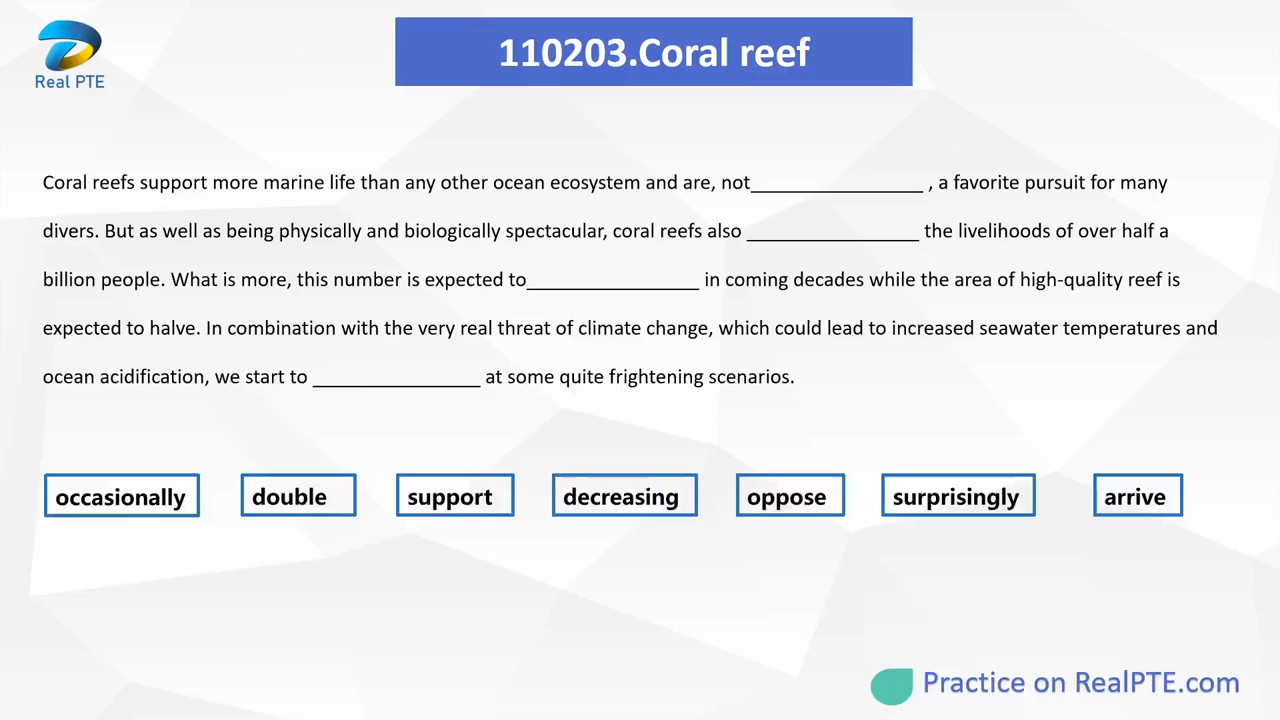 110203.Coral reef
Real PTE
Coral reefs support more marine life than any other ocean ecosystem and are, not________________ , a favorite pursuit for many
divers. But as well as being physically and biologically spectacular, coral reefs also ________________ the livelihoods of over half a
billion people. What is more, this number is expected to________________ in coming decades while the area of high-quality reef is
expected to halve. In combination with the very real threat of climate change, which could lead to increased seawater temperatures and
ocean acidification, we start to ________________ at some quite frightening scenarios.
occasionally double support decreasing oppose surprisingly arrive
Practice on RealPTE.com